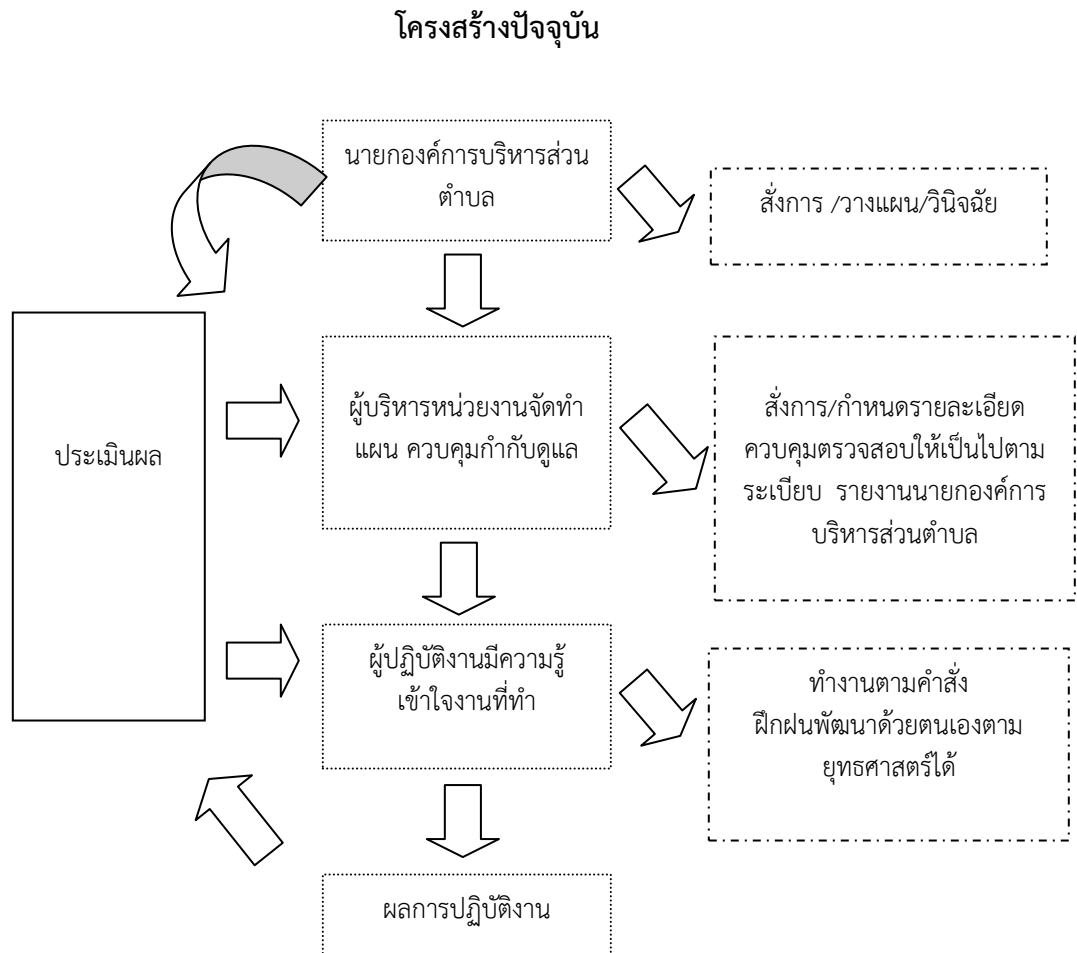 โครงสร้างปัจจุบัน
นายกองค์การบริหารส่วน
ตำบล
สั่งการ /วางแผน/วินิจฉัย
ประเมินผล
ผู้บริหารหน่วยงานจัดทำ
แผน ควบคุมกำกับดูแล
สั่งการ/กำหนดรายละเอียด
ควบคุมตรวจสอบให้เป็นไปตาม
ระเบียบ รายงานนายกองค์การ
บริหารส่วนตำบล
ผู้ปฏิบัติงานมีความรู้
เข้าใจงานที่ทำ
ทำงานตามคำสั่ง
ฝึกฝนพัฒนาด้วยตนเองตาม
ยุทธศาสตร์ได้
ผลการปฏิบัติงาน